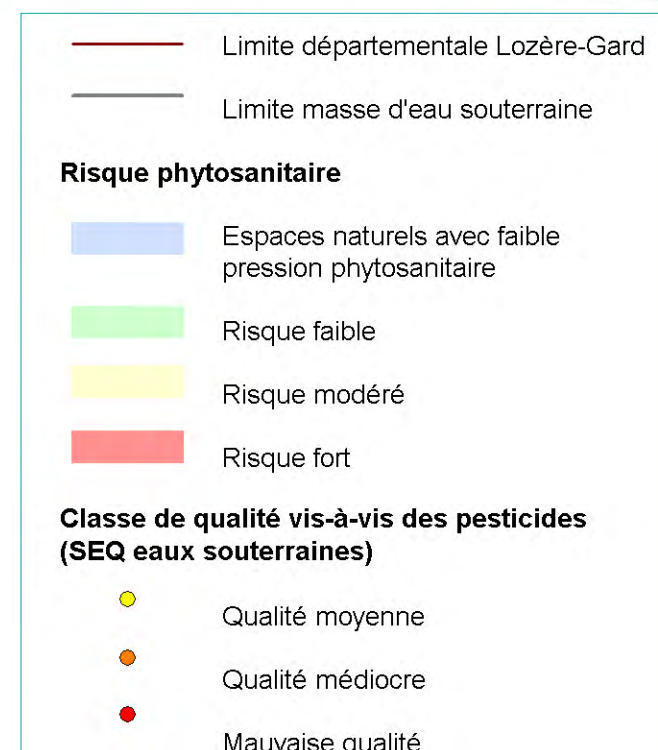 Limite départementale Lozère-Gard
Limite masse d'eau souterraine
Risque phytosanitaire
Espaces naturels avec faible
pression phytosanitaire
Risque faible
Risque modéré
Risque fort
Classe de qualité vis-à-vis des pesticides
(SEQ eaux souterraines)
Qualité moyenne
Qualité médiocre
Mauvaise qualité